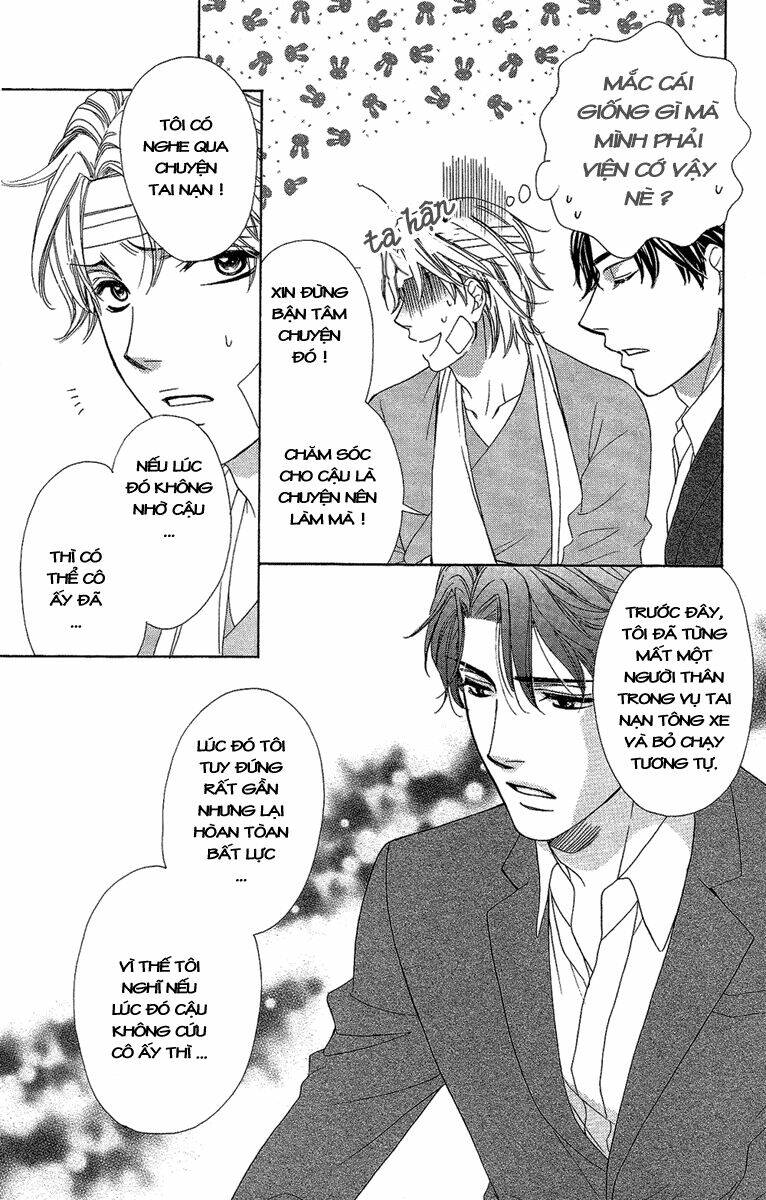 MẮC CÁI
GIỐNG GÌ MÀ
MÌNH PHẢI
VIỆN CỚ VẬY
NÈ ?
ta hận
XIN ĐỪNG
BẬN TÂM
CHUYỆN
ĐÓ !
CHĂM SÓC
CHO CẬU LÀ
CHUYỆN NÊN
LÀM MÀ !
TÔI CÓ
NGHE QUA
CHUYỆN
TAI NẠN !
NẾU LÚC
ĐÓ KHÔNG
NHỜ CẬU
...
THÌ CÓ
THỂ CÔ
ẤY ĐÃ
...
TRƯỚC ĐÂY,
TÔI ĐÃ TỪNG
MẤT MỘT
NGƯỜI THÂN
TRONG VỤ TAI
NẠN TÔNG XE
VÀ BỎ CHẠY
TƯƠNG TỰ.
LÚC ĐÓ TÔI
TUY ĐỨNG
RẤT GẦN
NHƯNG LẠI
HÒAN TÒAN
BẤT LỰC
...
VÌ THẾ TÔI
NGHĨ NẾU
LÚC ĐÓ CẬU
KHÔNG CỨU
CÔ ẤY THÌ ...